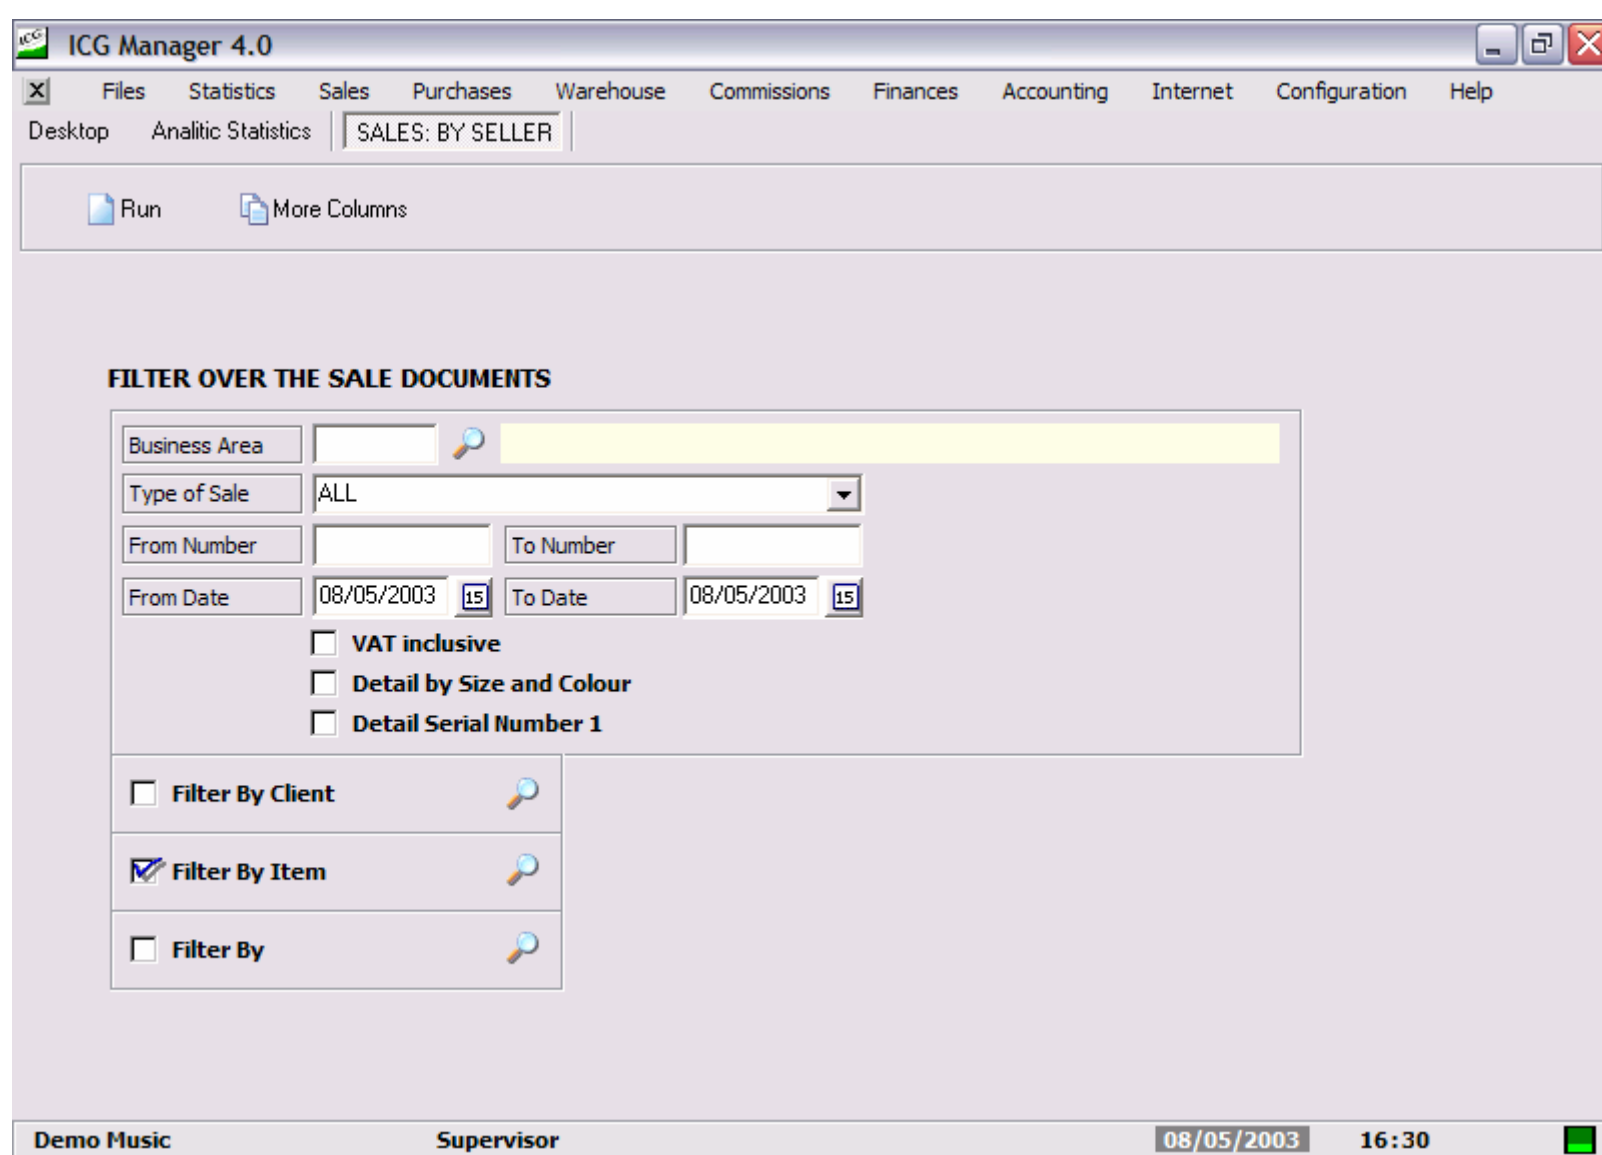 ICG ICG Manager 4.0
X Files Statistics Sales Purchases Warehouse Commissions Finances Accounting Internet Configuration Help
Desktop Analitic Statistics SALES: BY SELLER
Run More Columns
FILTER OVER THE SALE DOCUMENTS
Business Area
Type of Sale ALL
From Number To Number
From Date 08/05/2003 15 To Date 08/05/2003 15
VAT inclusive
Detail by Size and Colour
Detail Serial Number 1
Filter By Client
Filter By Item
Filter By
Demo Music Supervisor 08/05/2003 16:30